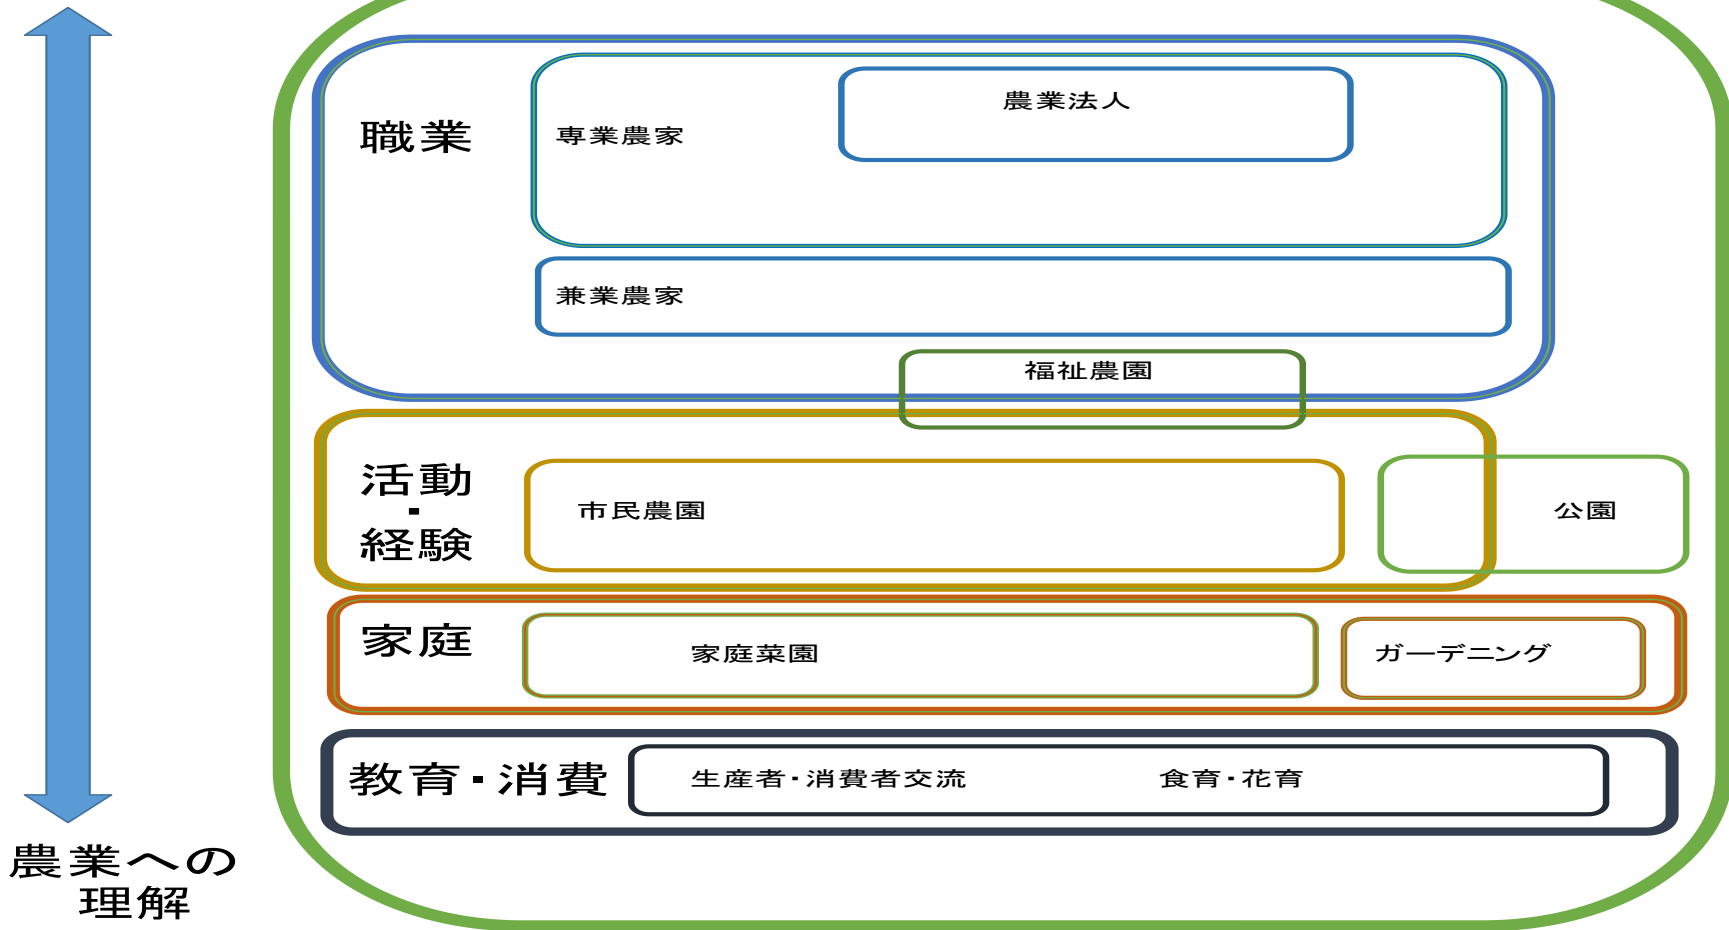 農業法人
職業
専業農家
兼業農家
福祉農園
活動
・
経験
市民農園
公園
家庭
家庭菜園
ガーデニング
教育・消費
生産者・消費者交流
食育・花育
農業への
理解